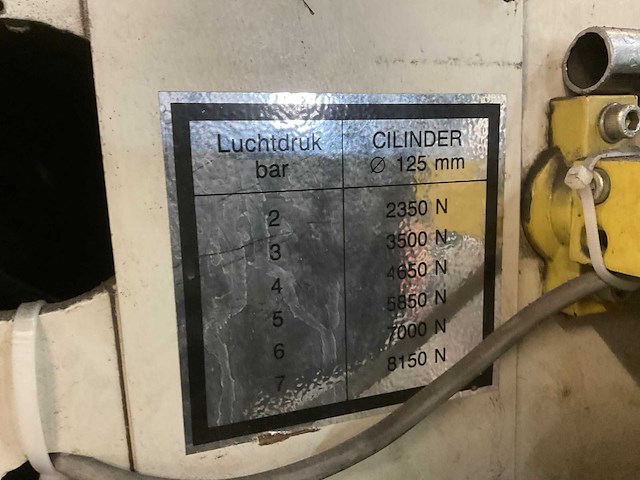 Luchtdruk CILINDER
bar Ø 125 mm
2 2350 N
3 3500 N
4 4650 N
5 5850 N
6 7000 N
7 8150 N